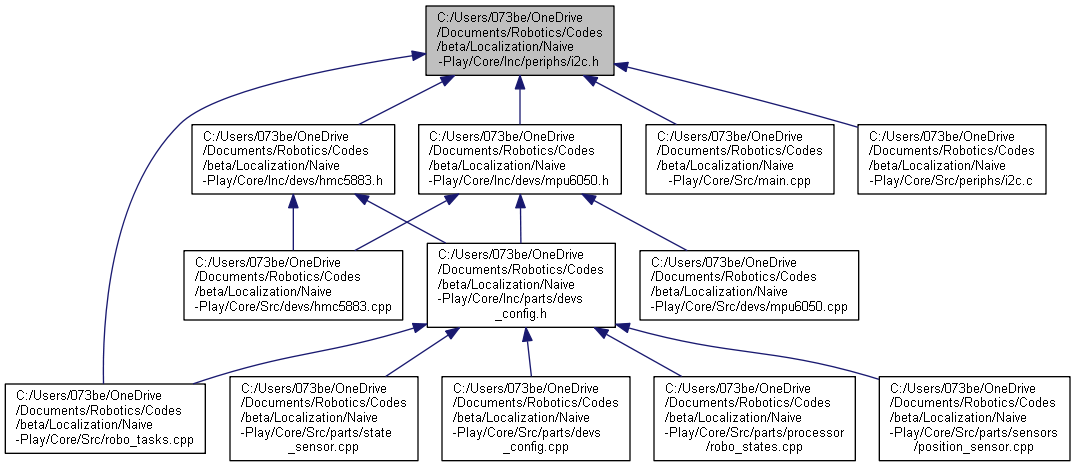 C:/Users/073be/OneDrive
/Documents/Robotics/Codes
/beta/Localization/Naive
-Play/Core/Inc/periphs/i2c.h
C:/Users/073be/OneDrive
/Documents/Robotics/Codes
/beta/Localization/Naive
-Play/Core/Inc/devs/hmc5883.h
C:/Users/073be/OneDrive
/Documents/Robotics/Codes
/beta/Localization/Naive
-Play/Core/Inc/devs/mpu6050.h
C:/Users/073be/OneDrive
/Documents/Robotics/Codes
/beta/Localization/Naive
-Play/Core/Src/main.cpp
C:/Users/073be/OneDrive
/Documents/Robotics/Codes
/beta/Localization/Naive
-Play/Core/Src/periphs/i2c.c
C:/Users/073be/OneDrive
/Documents/Robotics/Codes
/beta/Localization/Naive
-Play/Core/Src/devs/hmc5883.cpp
C:/Users/073be/OneDrive
/Documents/Robotics/Codes
/beta/Localization/Naive
-Play/Core/Inc/parts/devs
_config.h
C:/Users/073be/OneDrive
/Documents/Robotics/Codes
/beta/Localization/Naive
-Play/Core/Src/devs/mpu6050.cpp
C:/Users/073be/OneDrive
/Documents/Robotics/Codes
/beta/Localization/Naive
-Play/Core/Src/robo_tasks.cpp
C:/Users/073be/OneDrive
/Documents/Robotics/Codes
/beta/Localization/Naive
-Play/Core/Src/parts/state
_sensor.cpp
C:/Users/073be/OneDrive
/Documents/Robotics/Codes
/beta/Localization/Naive
-Play/Core/Src/parts/devs
_config.cpp
C:/Users/073be/OneDrive
/Documents/Robotics/Codes
/beta/Localization/Naive
-Play/Core/Src/parts/processor
/robo_states.cpp
C:/Users/073be/OneDrive
/Documents/Robotics/Codes
/beta/Localization/Naive
-Play/Core/Src/parts/sensors
/position_sensor.cpp